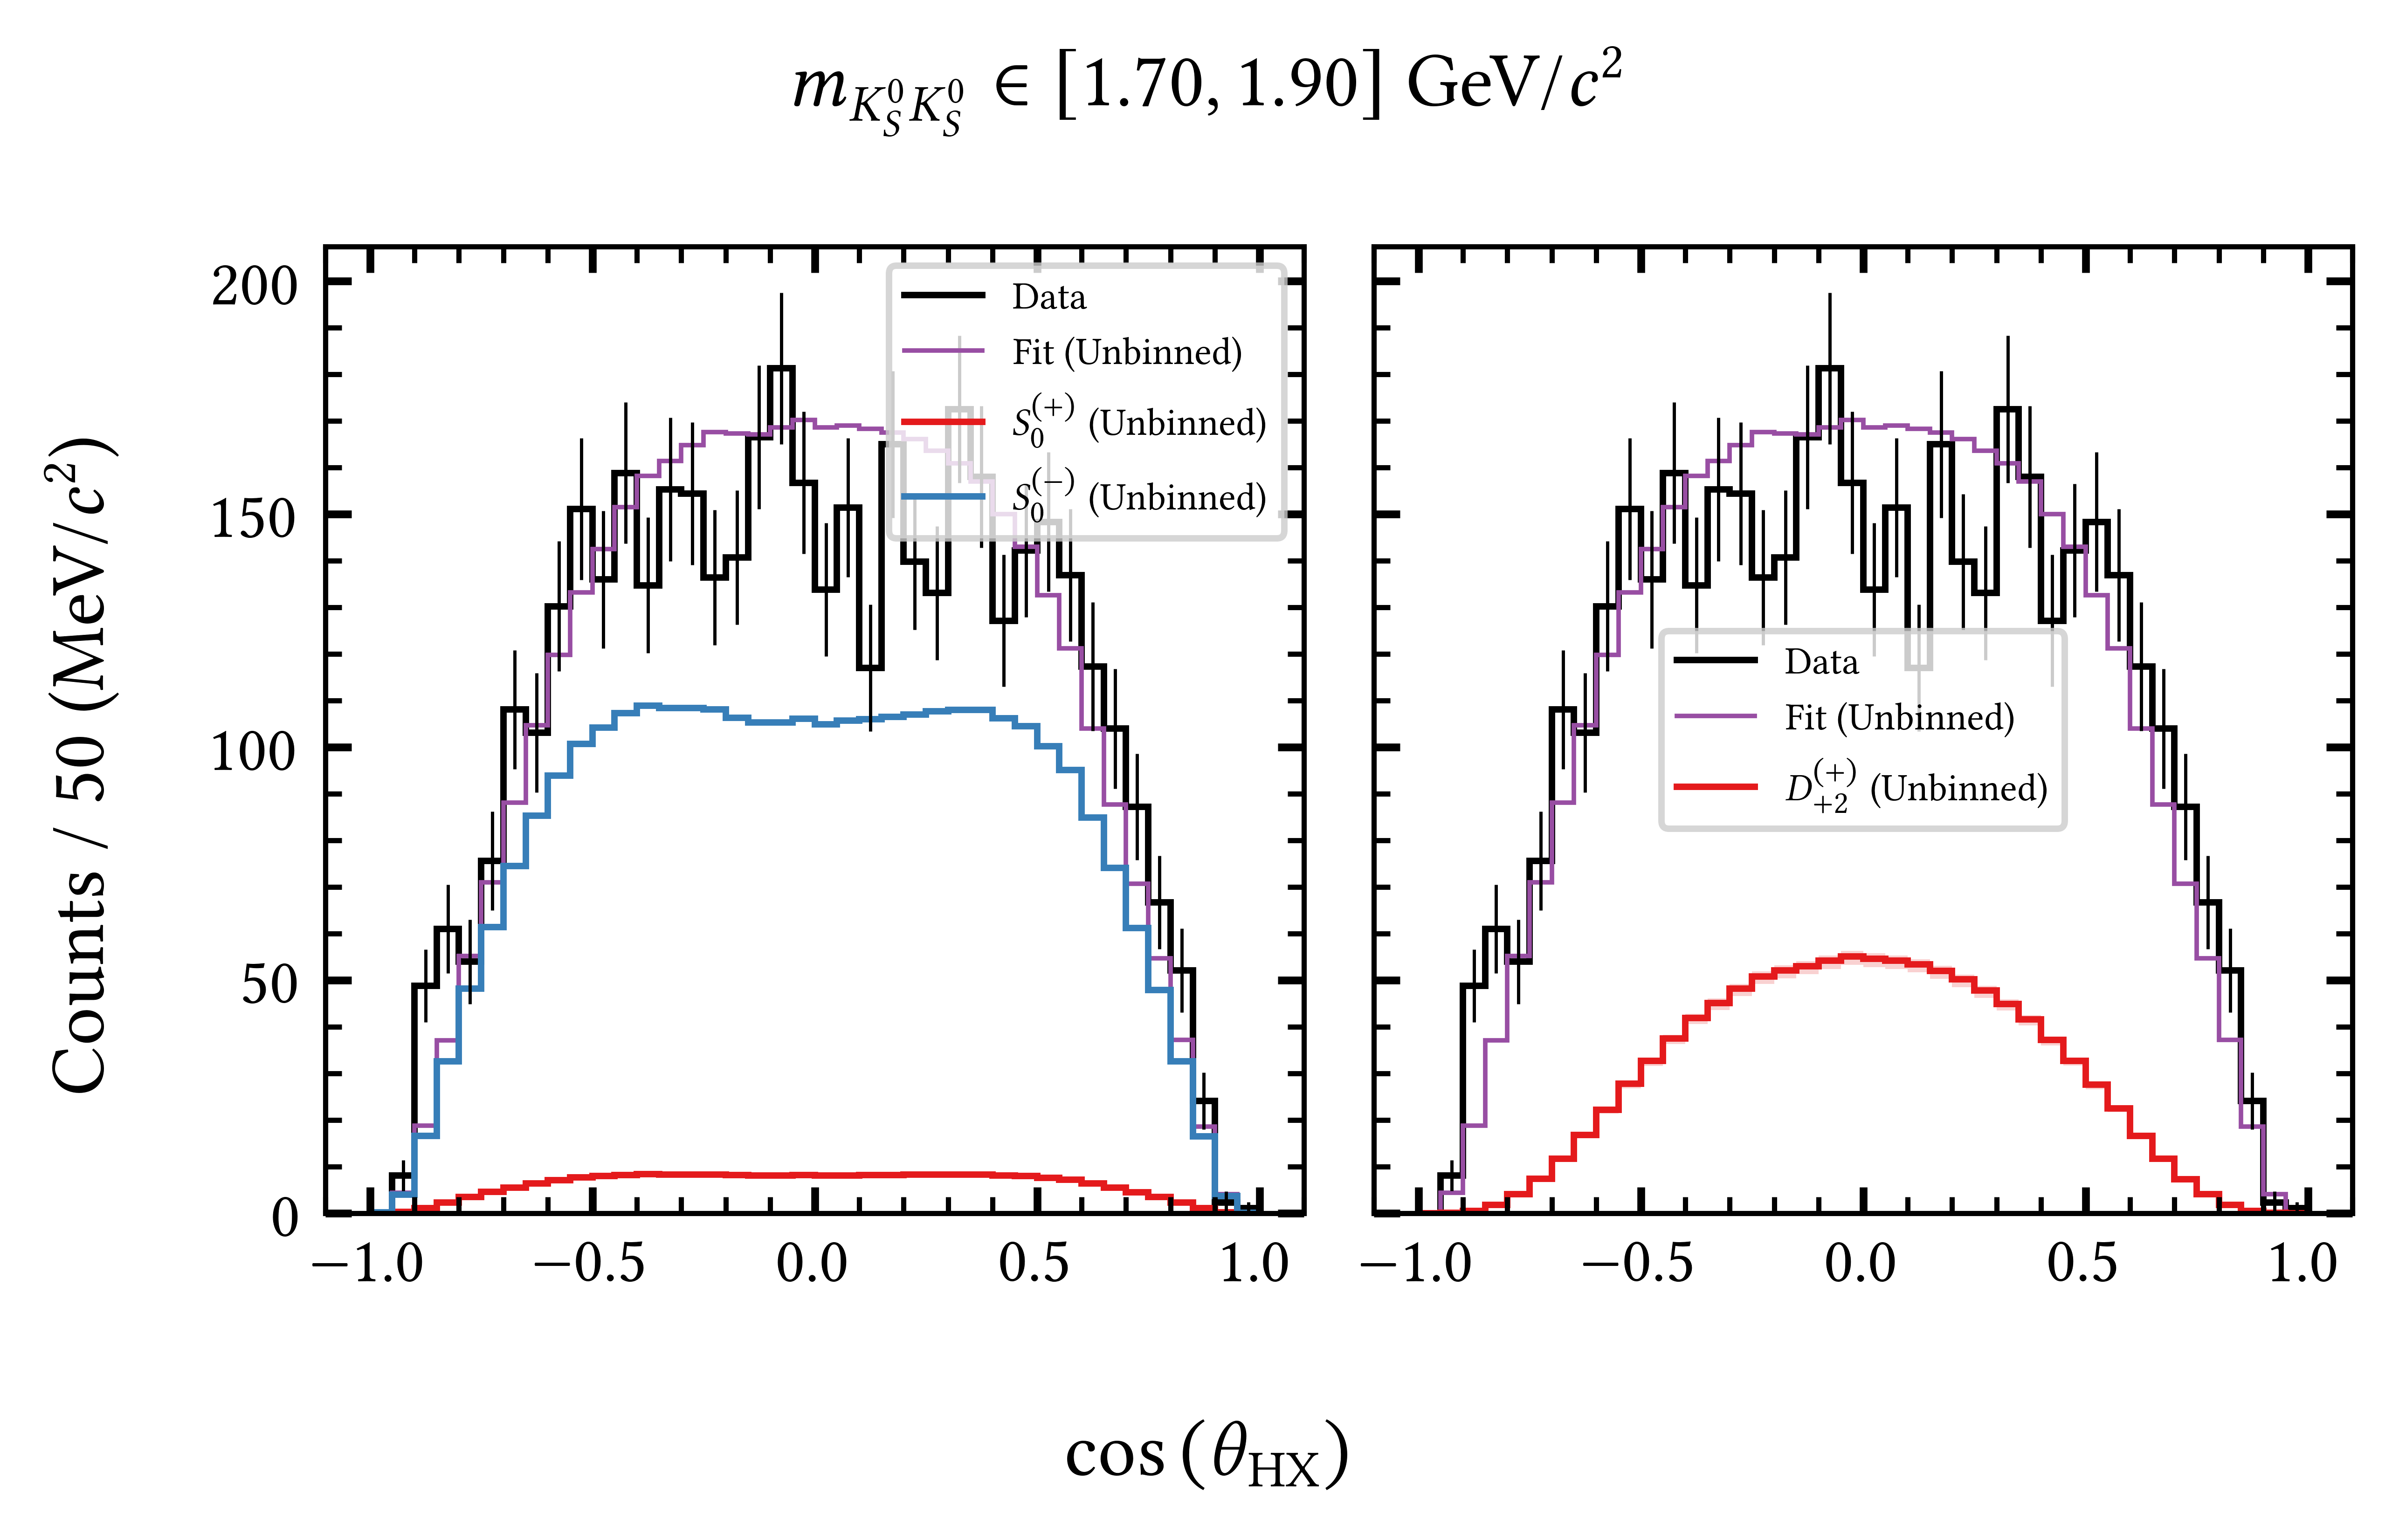 m_{K_S^0 K_S^0} ∈ [1.70, 1.90] GeV/c²
Counts / 50 (MeV/c²)
200
150
100
50
0
Data
Fit (Unbinned)
S_0^{(+)} (Unbinned)
S_0^{(−)} (Unbinned)
−1.0 −0.5 0.0 0.5 1.0
Data
Fit (Unbinned)
D_{+2}^{(+)} (Unbinned)
−1.0 −0.5 0.0 0.5 1.0
cos (θ_{HX})